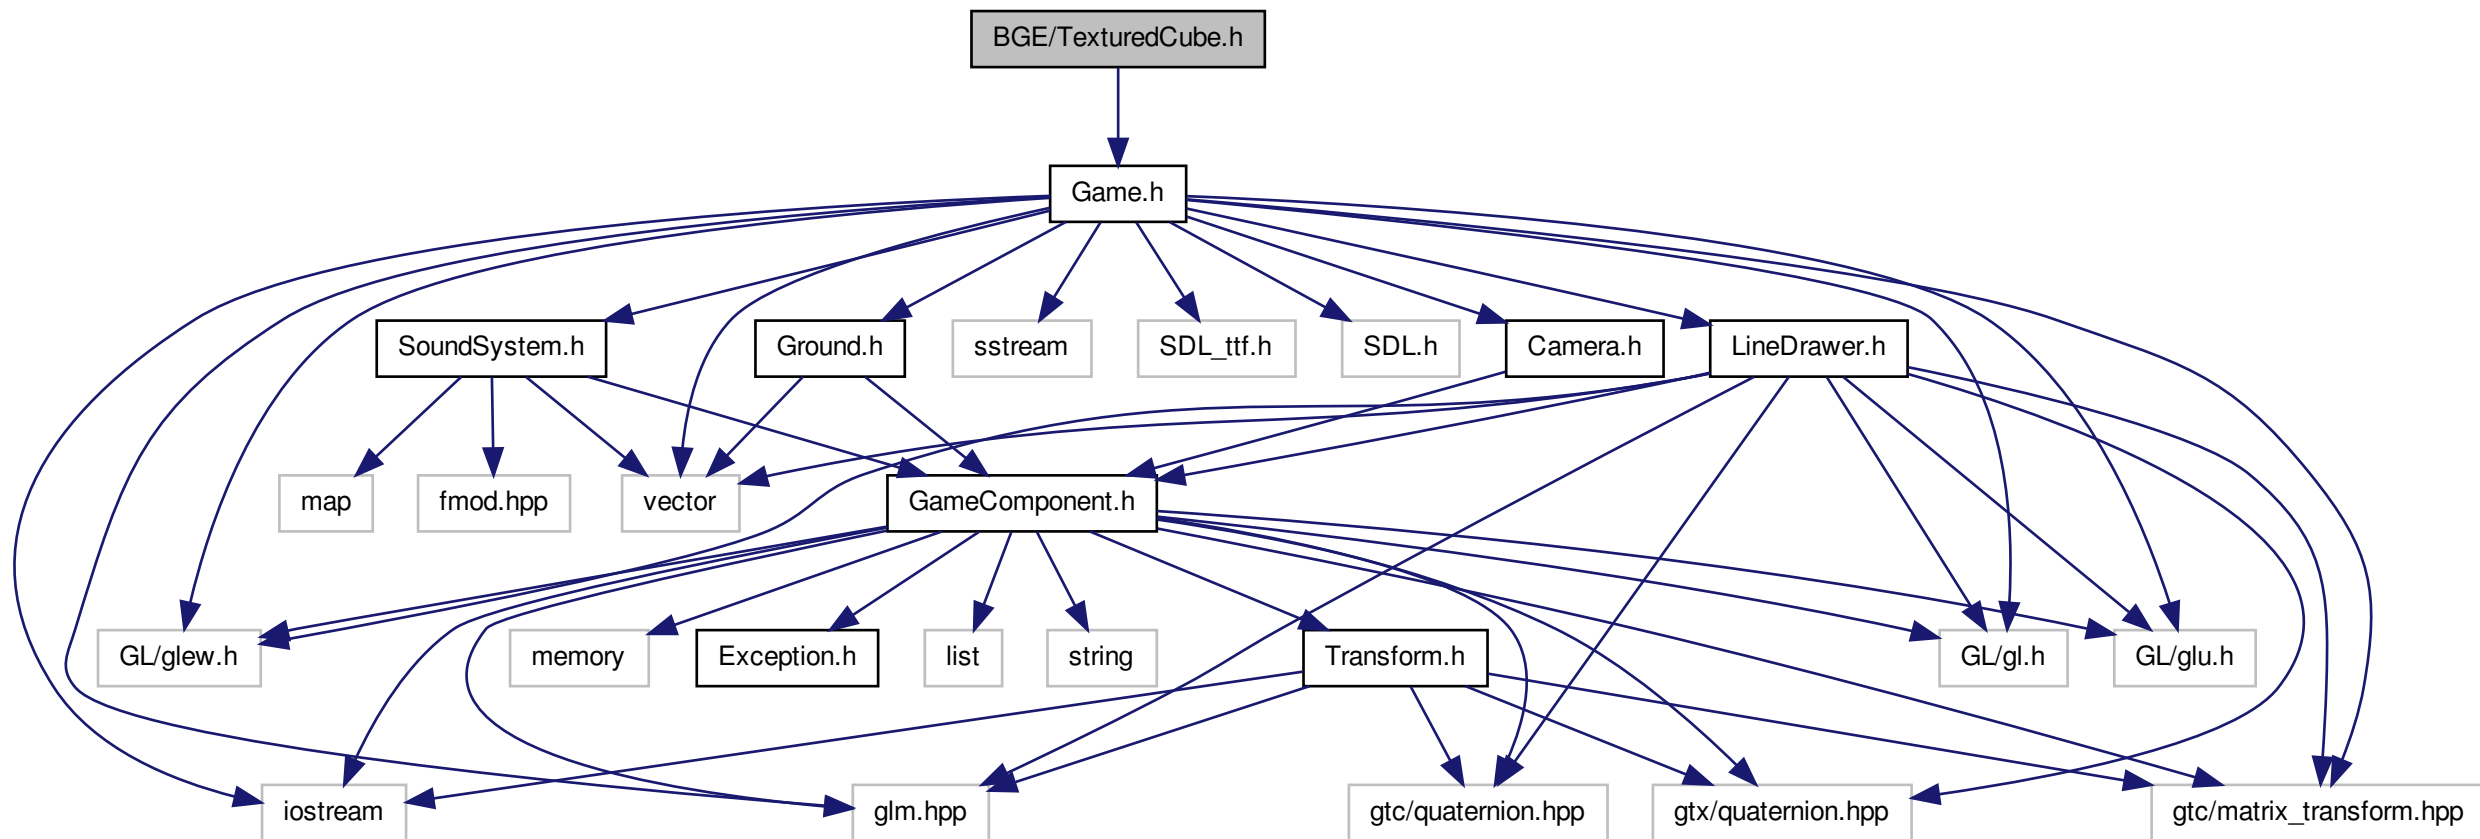 BGE/TexturedCube.h
Game.h
SoundSystem.h
Ground.h
sstream
SDL_ttf.h
SDL.h
Camera.h
LineDrawer.h
map
fmod.hpp
vector
GameComponent.h
GL/glew.h
memory
Exception.h
list
string
Transform.h
GL/gl.h
GL/glu.h
iostream
glm.hpp
gtc/quaternion.hpp
gtx/quaternion.hpp
gtc/matrix_transform.hpp